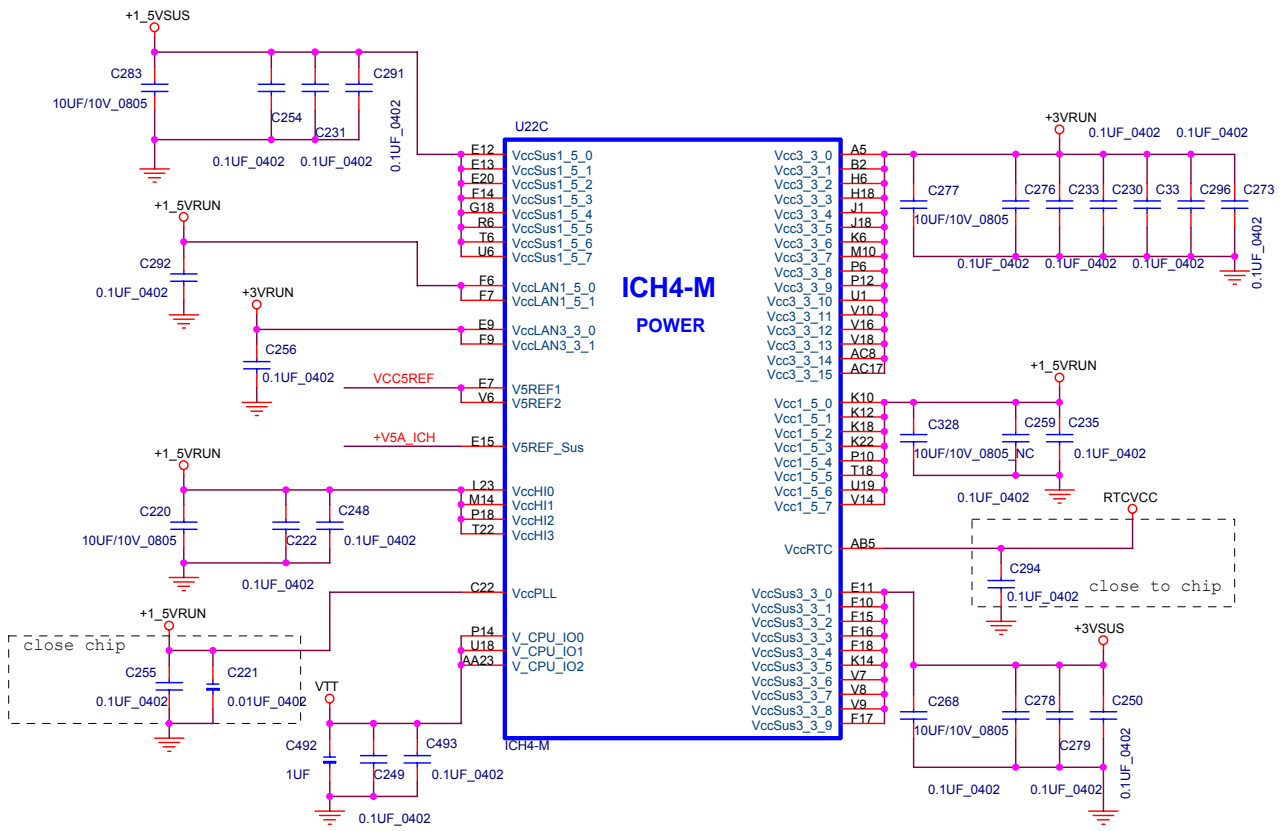 +1_5VSUS
C283
10UF/10V_0805
C254
C231
C291
0.1UF_0402
0.1UF_0402
0.1UF_0402
+1_5VRUN
C292
0.1UF_0402
+3VRUN
C256
0.1UF_0402
VCC5REF
+V5A_ICH
+1_5VRUN
C220
10UF/10V_0805
C222
C248
0.1UF_0402
0.1UF_0402
+1_5VRUN
close chip
C255
0.1UF_0402
C221
0.01UF_0402
VTT
C492
1UF
C249
C493
0.1UF_0402
0.1UF_0402
U22C
ICH4-M
POWER
ICH4-M
E12 VccSus1_5_0
E13 VccSus1_5_1
E20 VccSus1_5_2
F14 VccSus1_5_3
G18 VccSus1_5_4
R6 VccSus1_5_5
T6 VccSus1_5_6
U6 VccSus1_5_7
F6 VccLAN1_5_0
F7 VccLAN1_5_1
E9 VccLAN3_3_0
F9 VccLAN3_3_1
E7 V5REF1
V6 V5REF2
E15 V5REF_Sus
L23 VccHI0
M14 VccHI1
P18 VccHI2
T22 VccHI3
C22 VccPLL
P14 V_CPU_IO0
U18 V_CPU_IO1
AA23 V_CPU_IO2
Vcc3_3_0 A5
Vcc3_3_1 B2
Vcc3_3_2 H6
Vcc3_3_3 H18
Vcc3_3_4 J1
Vcc3_3_5 J18
Vcc3_3_6 K6
Vcc3_3_7 M10
Vcc3_3_8 P6
Vcc3_3_9 P12
Vcc3_3_10 U1
Vcc3_3_11 V10
Vcc3_3_12 V16
Vcc3_3_13 V18
Vcc3_3_14 AC8
Vcc3_3_15 AC17
Vcc1_5_0 K10
Vcc1_5_1 K12
Vcc1_5_2 K18
Vcc1_5_3 K22
Vcc1_5_4 P10
Vcc1_5_5 T18
Vcc1_5_6 U19
Vcc1_5_7 V14
VccRTC AB5
VccSus3_3_0 E11
VccSus3_3_1 F10
VccSus3_3_2 F15
VccSus3_3_3 F16
VccSus3_3_4 F18
VccSus3_3_5 K14
VccSus3_3_6 V7
VccSus3_3_7 V8
VccSus3_3_8 V9
VccSus3_3_9 F17
+3VRUN
0.1UF_0402
0.1UF_0402
C277
10UF/10V_0805
C276
C233
C230
C33
C296
C273
0.1UF_0402
0.1UF_0402
0.1UF_0402
0.1UF_0402
+1_5VRUN
C328
10UF/10V_0805_NC
C259
C235
0.1UF_0402
0.1UF_0402
RTCVCC
C294
0.1UF_0402
close to chip
+3VSUS
C268
10UF/10V_0805
C278
C279
C250
0.1UF_0402
0.1UF_0402
0.1UF_0402